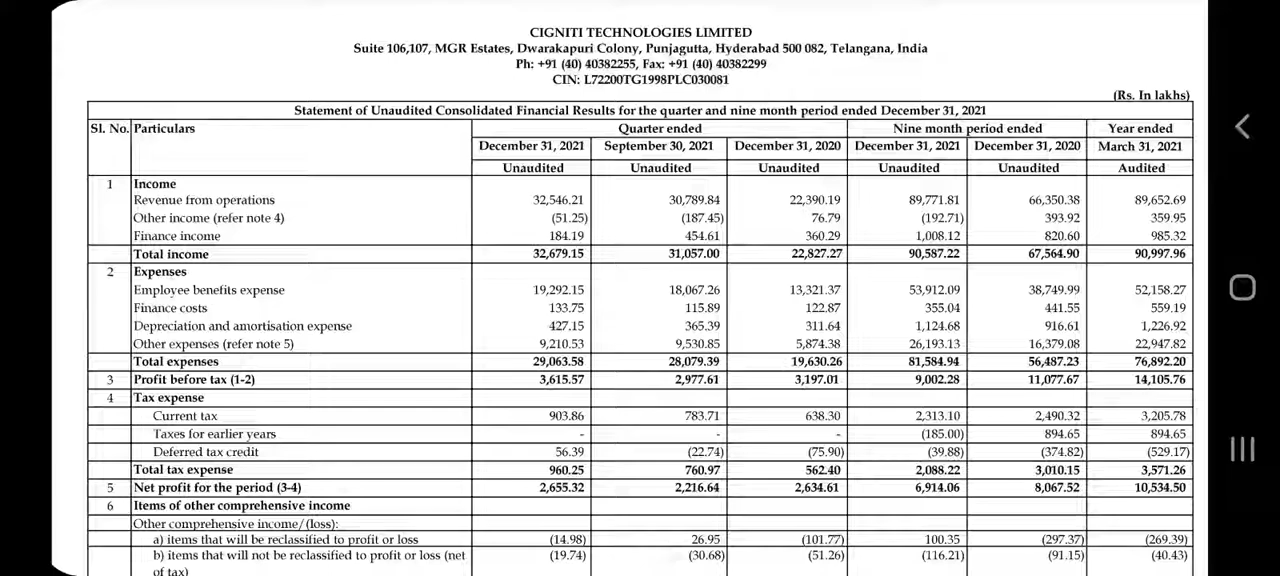 CIGNITI TECHNOLOGIES LIMITED
Suite 106,107, MGR Estates, Dwarakapuri Colony, Punjagutta, Hyderabad 500 082, Telangana, India
Ph: +91 (40) 40382255, Fax: +91 (40) 40382299
CIN: L72200TG1998PLC030081
(Rs. In lakhs)
Statement of Unaudited Consolidated Financial Results for the quarter and nine month period ended December 31, 2021
Sl. No. Particulars Quarter ended Nine month period ended Year ended
December 31, 2021 September 30, 2021 December 31, 2020 December 31, 2021 December 31, 2020 March 31, 2021
Unaudited Unaudited Unaudited Unaudited Unaudited Audited
1 Income
Revenue from operations 32,546.21 30,789.84 22,390.19 89,771.81 66,350.38 89,652.69
Other income (refer note 4) (51.25) (187.45) 76.79 (192.71) 393.92 359.95
Finance income 184.19 454.61 360.29 1,008.12 820.60 985.32
Total income 32,679.15 31,057.00 22,827.27 90,587.22 67,564.90 90,997.96
2 Expenses
Employee benefits expense 19,292.15 18,067.26 13,321.37 53,912.09 38,749.99 52,158.27
Finance costs 133.75 115.89 122.87 355.04 441.55 559.19
Depreciation and amortisation expense 427.15 365.39 311.64 1,124.68 916.61 1,226.92
Other expenses (refer note 5) 9,210.53 9,530.85 5,874.38 26,193.13 16,379.08 22,947.82
Total expenses 29,063.58 28,079.39 19,630.26 81,584.94 56,487.23 76,892.20
3 Profit before tax (1-2) 3,615.57 2,977.61 3,197.01 9,002.28 11,077.67 14,105.76
4 Tax expense
Current tax 903.86 783.71 638.30 2,313.10 2,490.32 3,205.78
Taxes for earlier years - - - (185.00) 894.65 894.65
Deferred tax credit 56.39 (22.74) (75.90) (39.88) (374.82) (529.17)
Total tax expense 960.25 760.97 562.40 2,088.22 3,010.15 3,571.26
5 Net profit for the period (3-4) 2,655.32 2,216.64 2,634.61 6,914.06 8,067.52 10,534.50
6 Items of other comprehensive income
Other comprehensive income/(loss):
a) items that will be reclassified to profit or loss (14.98) 26.95 (101.77) 100.35 (297.37) (269.39)
b) items that will not be reclassified to profit or loss (net (19.74) (30.68) (51.26) (116.21) (91.15) (40.43)
of tax)